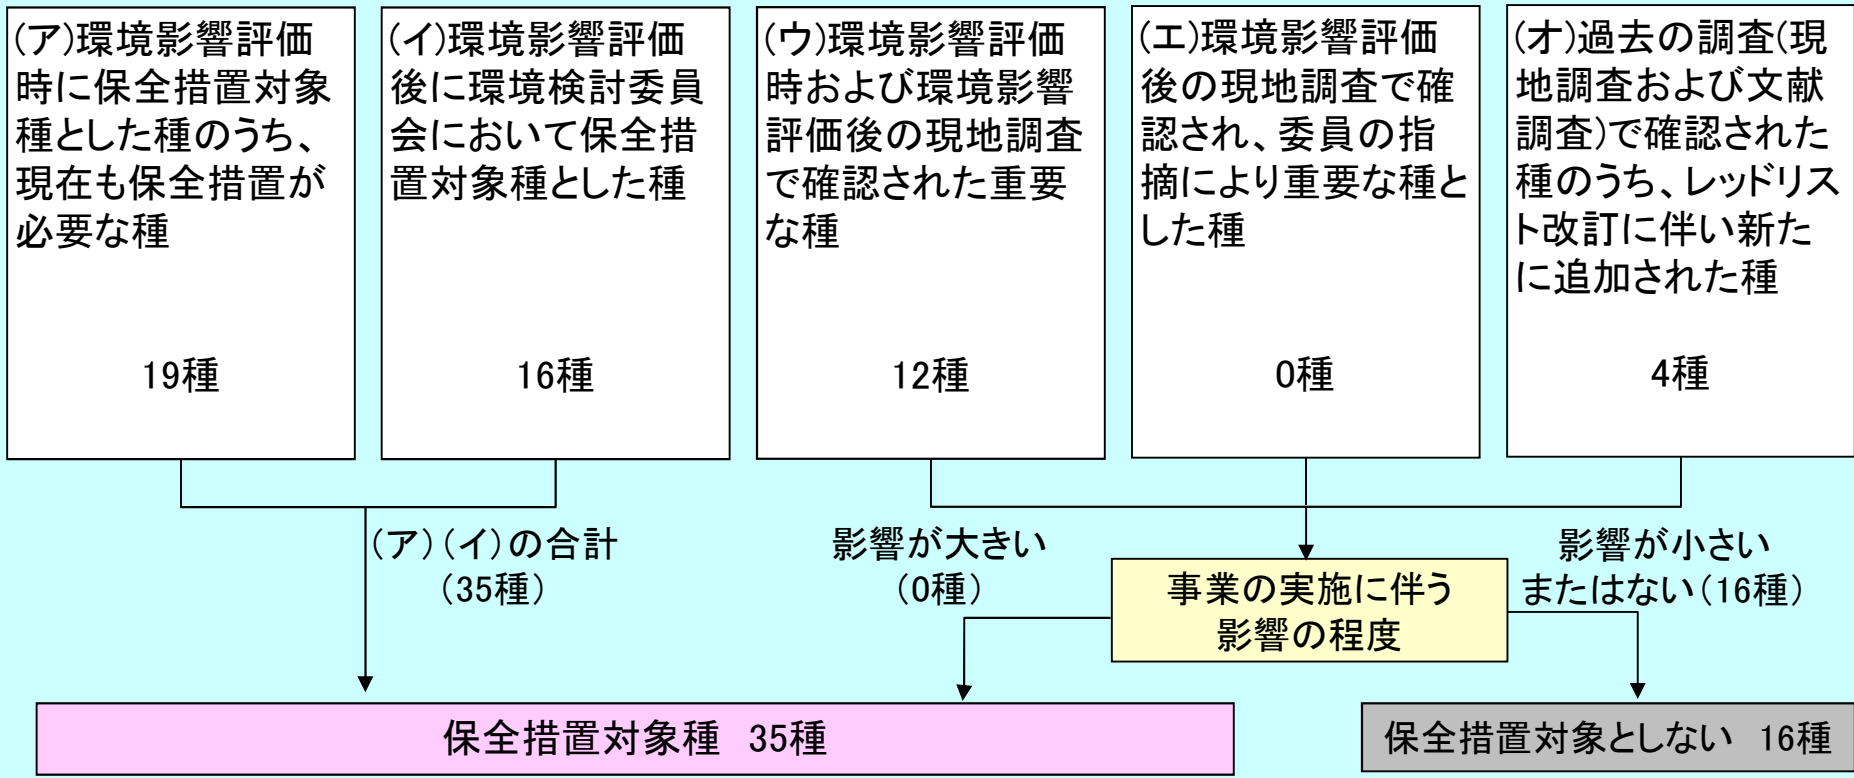 (ア)環境影響評価
時に保全措置対象
種とした種のうち、
現在も保全措置が
必要な種
19種
(イ)環境影響評価
後に環境検討委員
会において保全措
置対象種とした種
16種
(ウ)環境影響評価
時および環境影響
評価後の現地調査
で確認された重要
な種
12種
(エ)環境影響評価
後の現地調査で確
認され、委員の指
摘により重要な種と
した種
0種
(オ)過去の調査(現
地調査および文献
調査)で確認された
種のうち、レッドリス
ト改訂に伴い新た
に追加された種
4種
(ア)(イ)の合計
(35種)
影響が大きい
(0種)
事業の実施に伴う
影響の程度
影響が小さい
またはない(16種)
保全措置対象種 35種
保全措置対象としない 16種